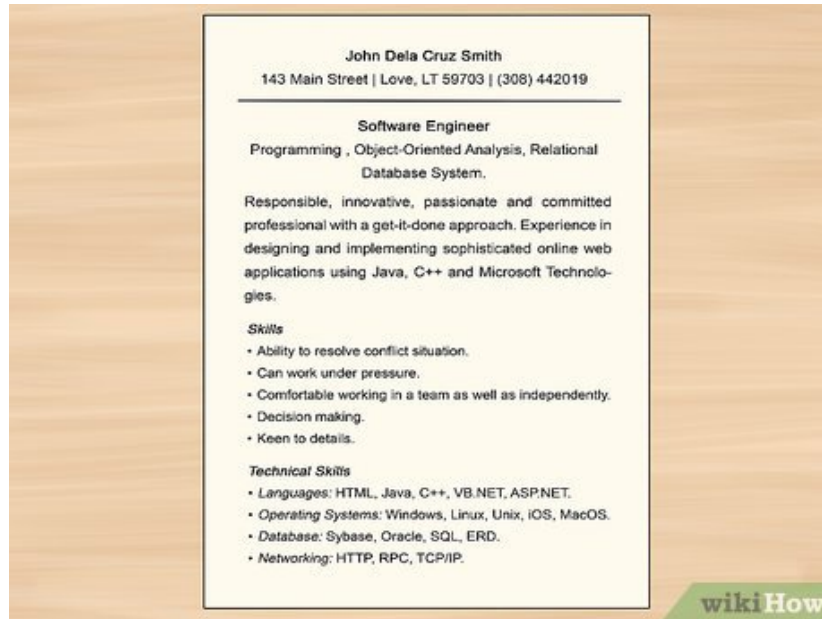 John Dela Cruz Smith
143 Main Street | Love, LT 59703 | (308) 442019
Software Engineer
Programming , Object-Oriented Analysis, Relational
Database System.
Responsible, innovative, passionate and committed
professional with a get-it-done approach. Experience in
designing and implementing sophisticated online web
applications using Java, C++ and Microsoft Technolo-
gies.
Skills
• Ability to resolve conflict situation.
• Can work under pressure.
• Comfortable working in a team as well as independently.
• Decision making.
• Keen to details.
Technical Skills
• Languages: HTML, Java, C++, VB.NET, ASP.NET.
• Operating Systems: Windows, Linux, Unix, iOS, MacOS.
• Database: Sybase, Oracle, SQL, ERD.
• Networking: HTTP, RPC, TCP/IP.
wikiHow